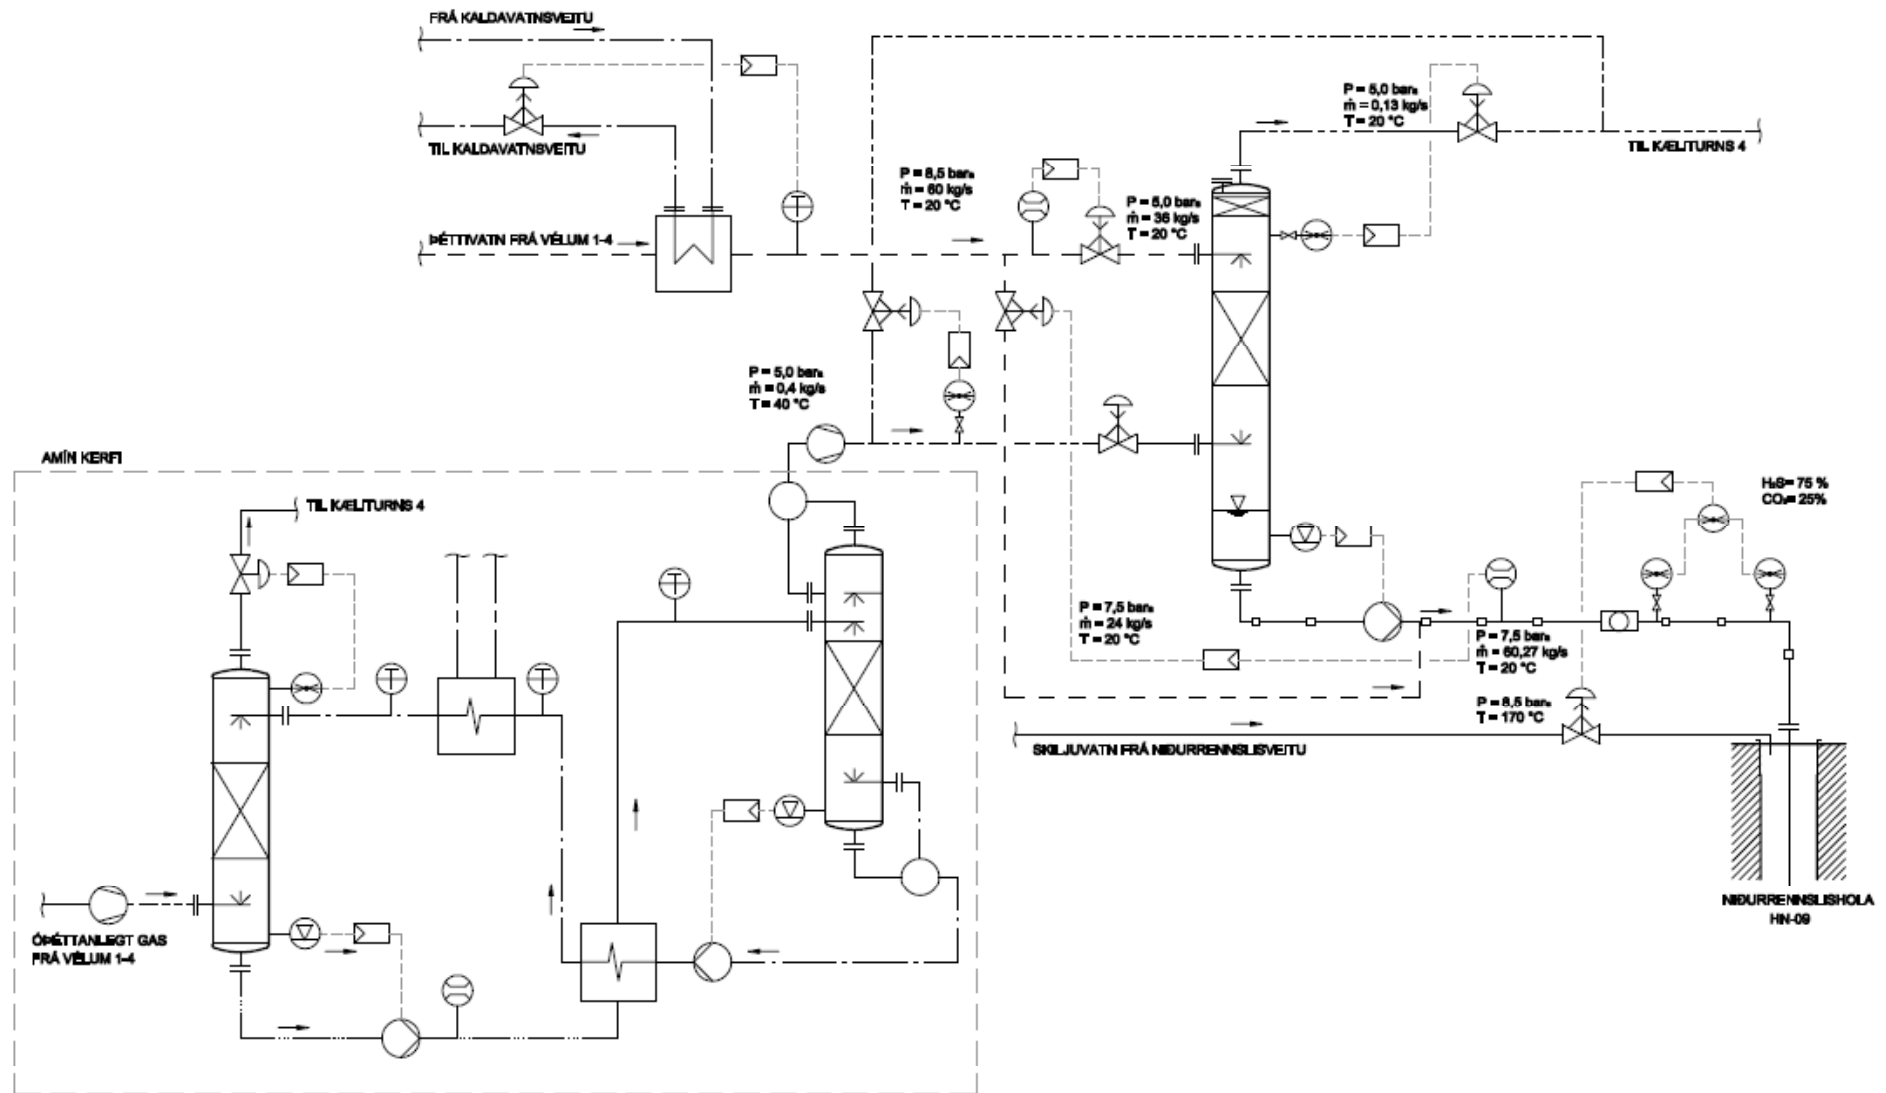 FRÁ KALDAVATNSVEITU
TIL KALDAVATNSVEITU
ÞÉTTIVATN FRÁ VÉLUM 1-4
P = 8,5 barₐ
ṁ = 60 kg/s
T = 20 °C
P = 5,0 barₐ
ṁ = 36 kg/s
T = 20 °C
P = 5,0 barₐ
ṁ = 0,13 kg/s
T = 20 °C
TIL KÆLITURNS 4
P = 5,0 barₐ
ṁ = 0,4 kg/s
T = 40 °C
AMÍN KERFI
TIL KÆLITURNS 4
T
T
T
T
H₂S= 75 %
CO₂= 25%
P = 7,5 barₐ
ṁ = 24 kg/s
T = 20 °C
P = 7,5 barₐ
ṁ = 60,27 kg/s
T = 20 °C
P = 8,5 barₐ
T = 170 °C
SKILJUVATN FRÁ NIÐURRENNSLISVEITU
ÓÞÉTTANLEGT GAS
FRÁ VÉLUM 1-4
NIÐURRENNSLISHOLA
HN-09